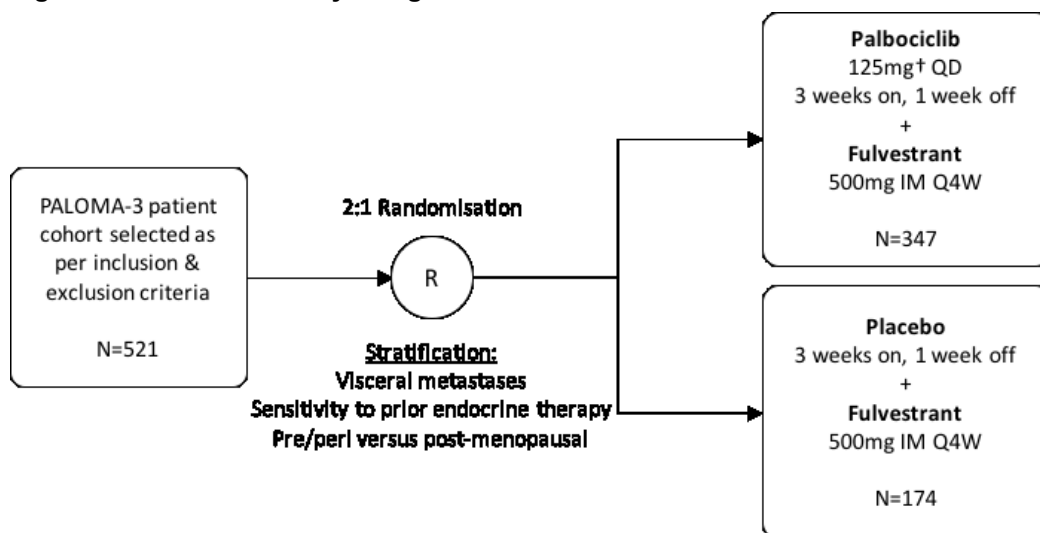 PALOMA-3 patient
cohort selected as
per inclusion &
exclusion criteria
N=521
2:1 Randomisation
R
Stratification:
Visceral metastases
Sensitivity to prior endocrine therapy
Pre/peri versus post-menopausal
Palbociclib
125mg† QD
3 weeks on, 1 week off
+
Fulvestrant
500mg IM Q4W
N=347
Placebo
3 weeks on, 1 week off
+
Fulvestrant
500mg IM Q4W
N=174